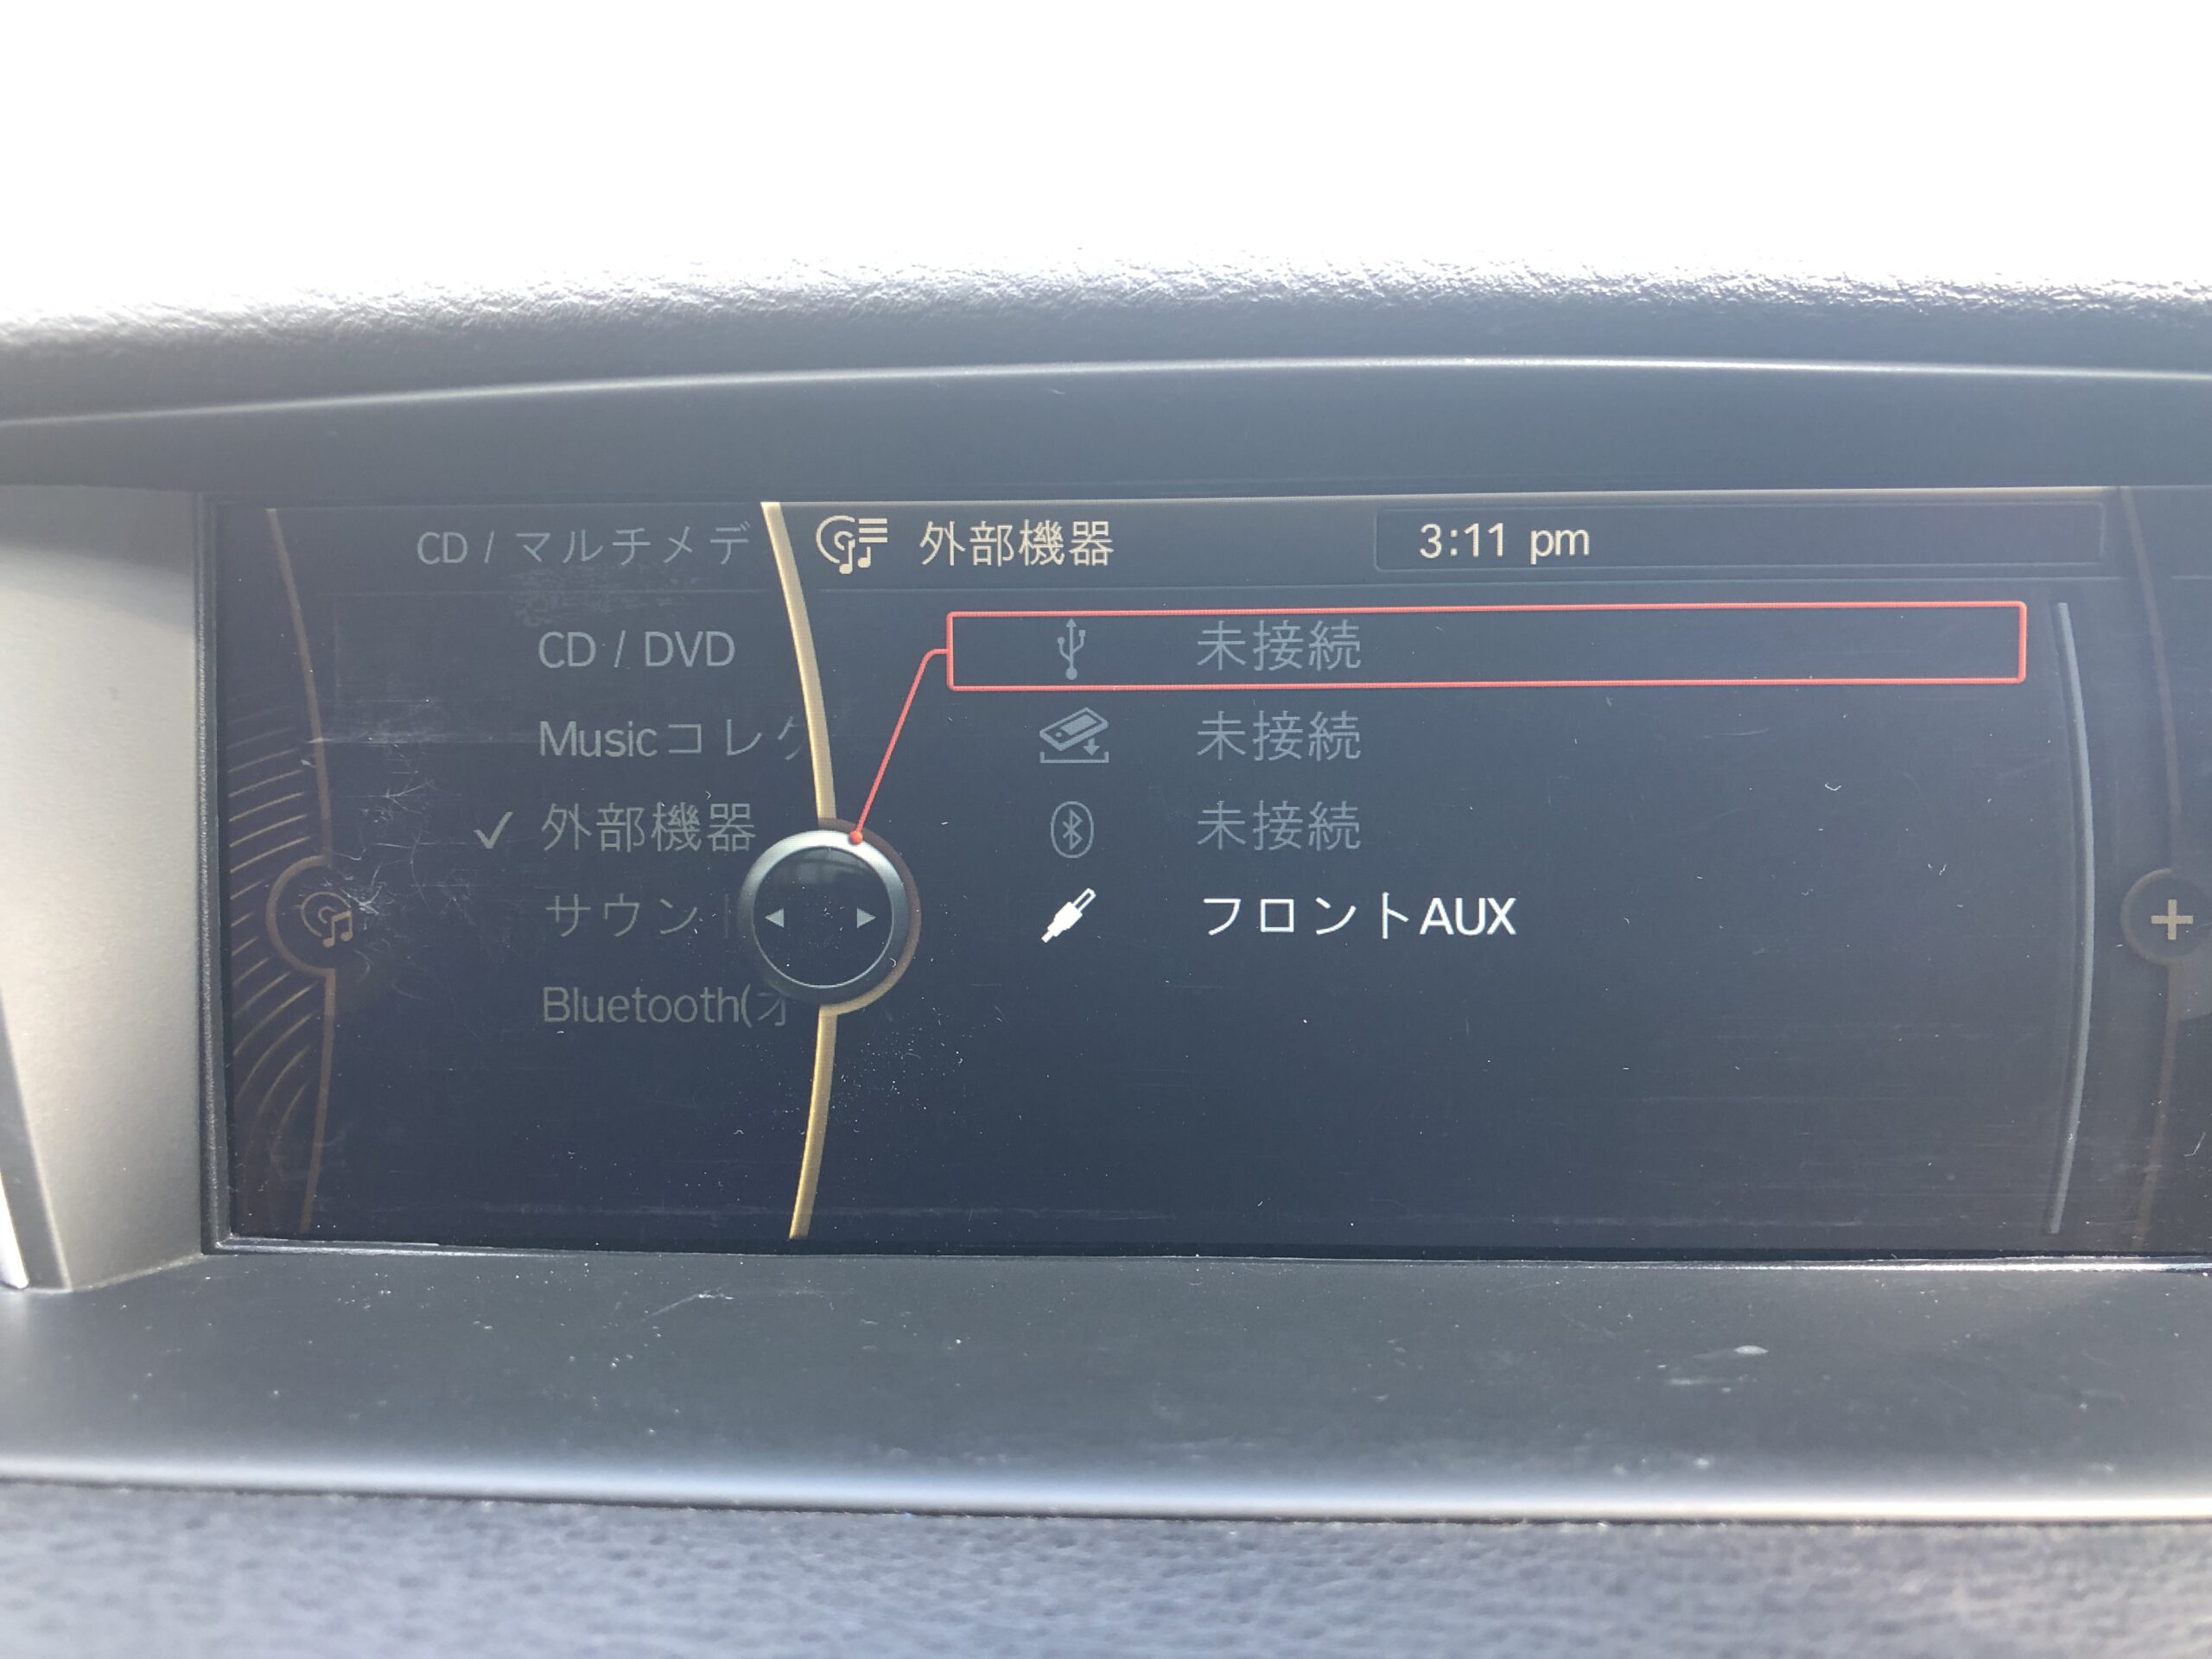 CD / マルチメデ
外部機器
3:11 pm
CD / DVD
Musicコレク
✓ 外部機器
サウント
Bluetooth(オ
未接続
未接続
未接続
フロントAUX